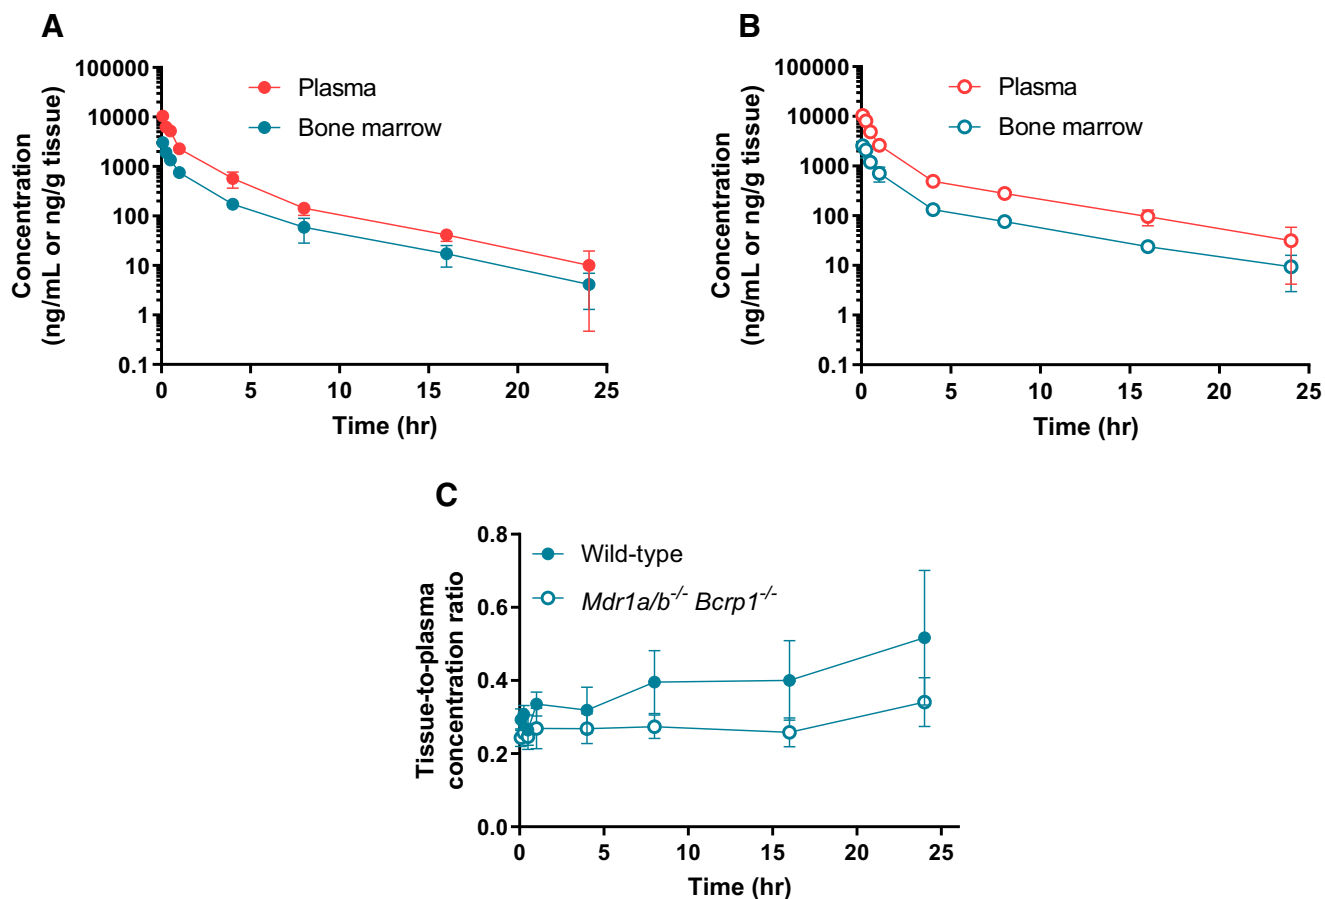 A
100000
10000
1000
100
10
1
0.1
Concentration
(ng/mL or ng/g tissue)
Plasma
Bone marrow
0 5 10 15 20 25
Time (hr)
B
100000
10000
1000
100
10
1
0.1
Concentration
(ng/mL or ng/g tissue)
Plasma
Bone marrow
0 5 10 15 20 25
Time (hr)
C
0.8
0.6
0.4
0.2
0.0
Tissue-to-plasma
concentration ratio
Wild-type
Mdr1a/b-/- Bcrp1-/-
0 5 10 15 20 25
Time (hr)